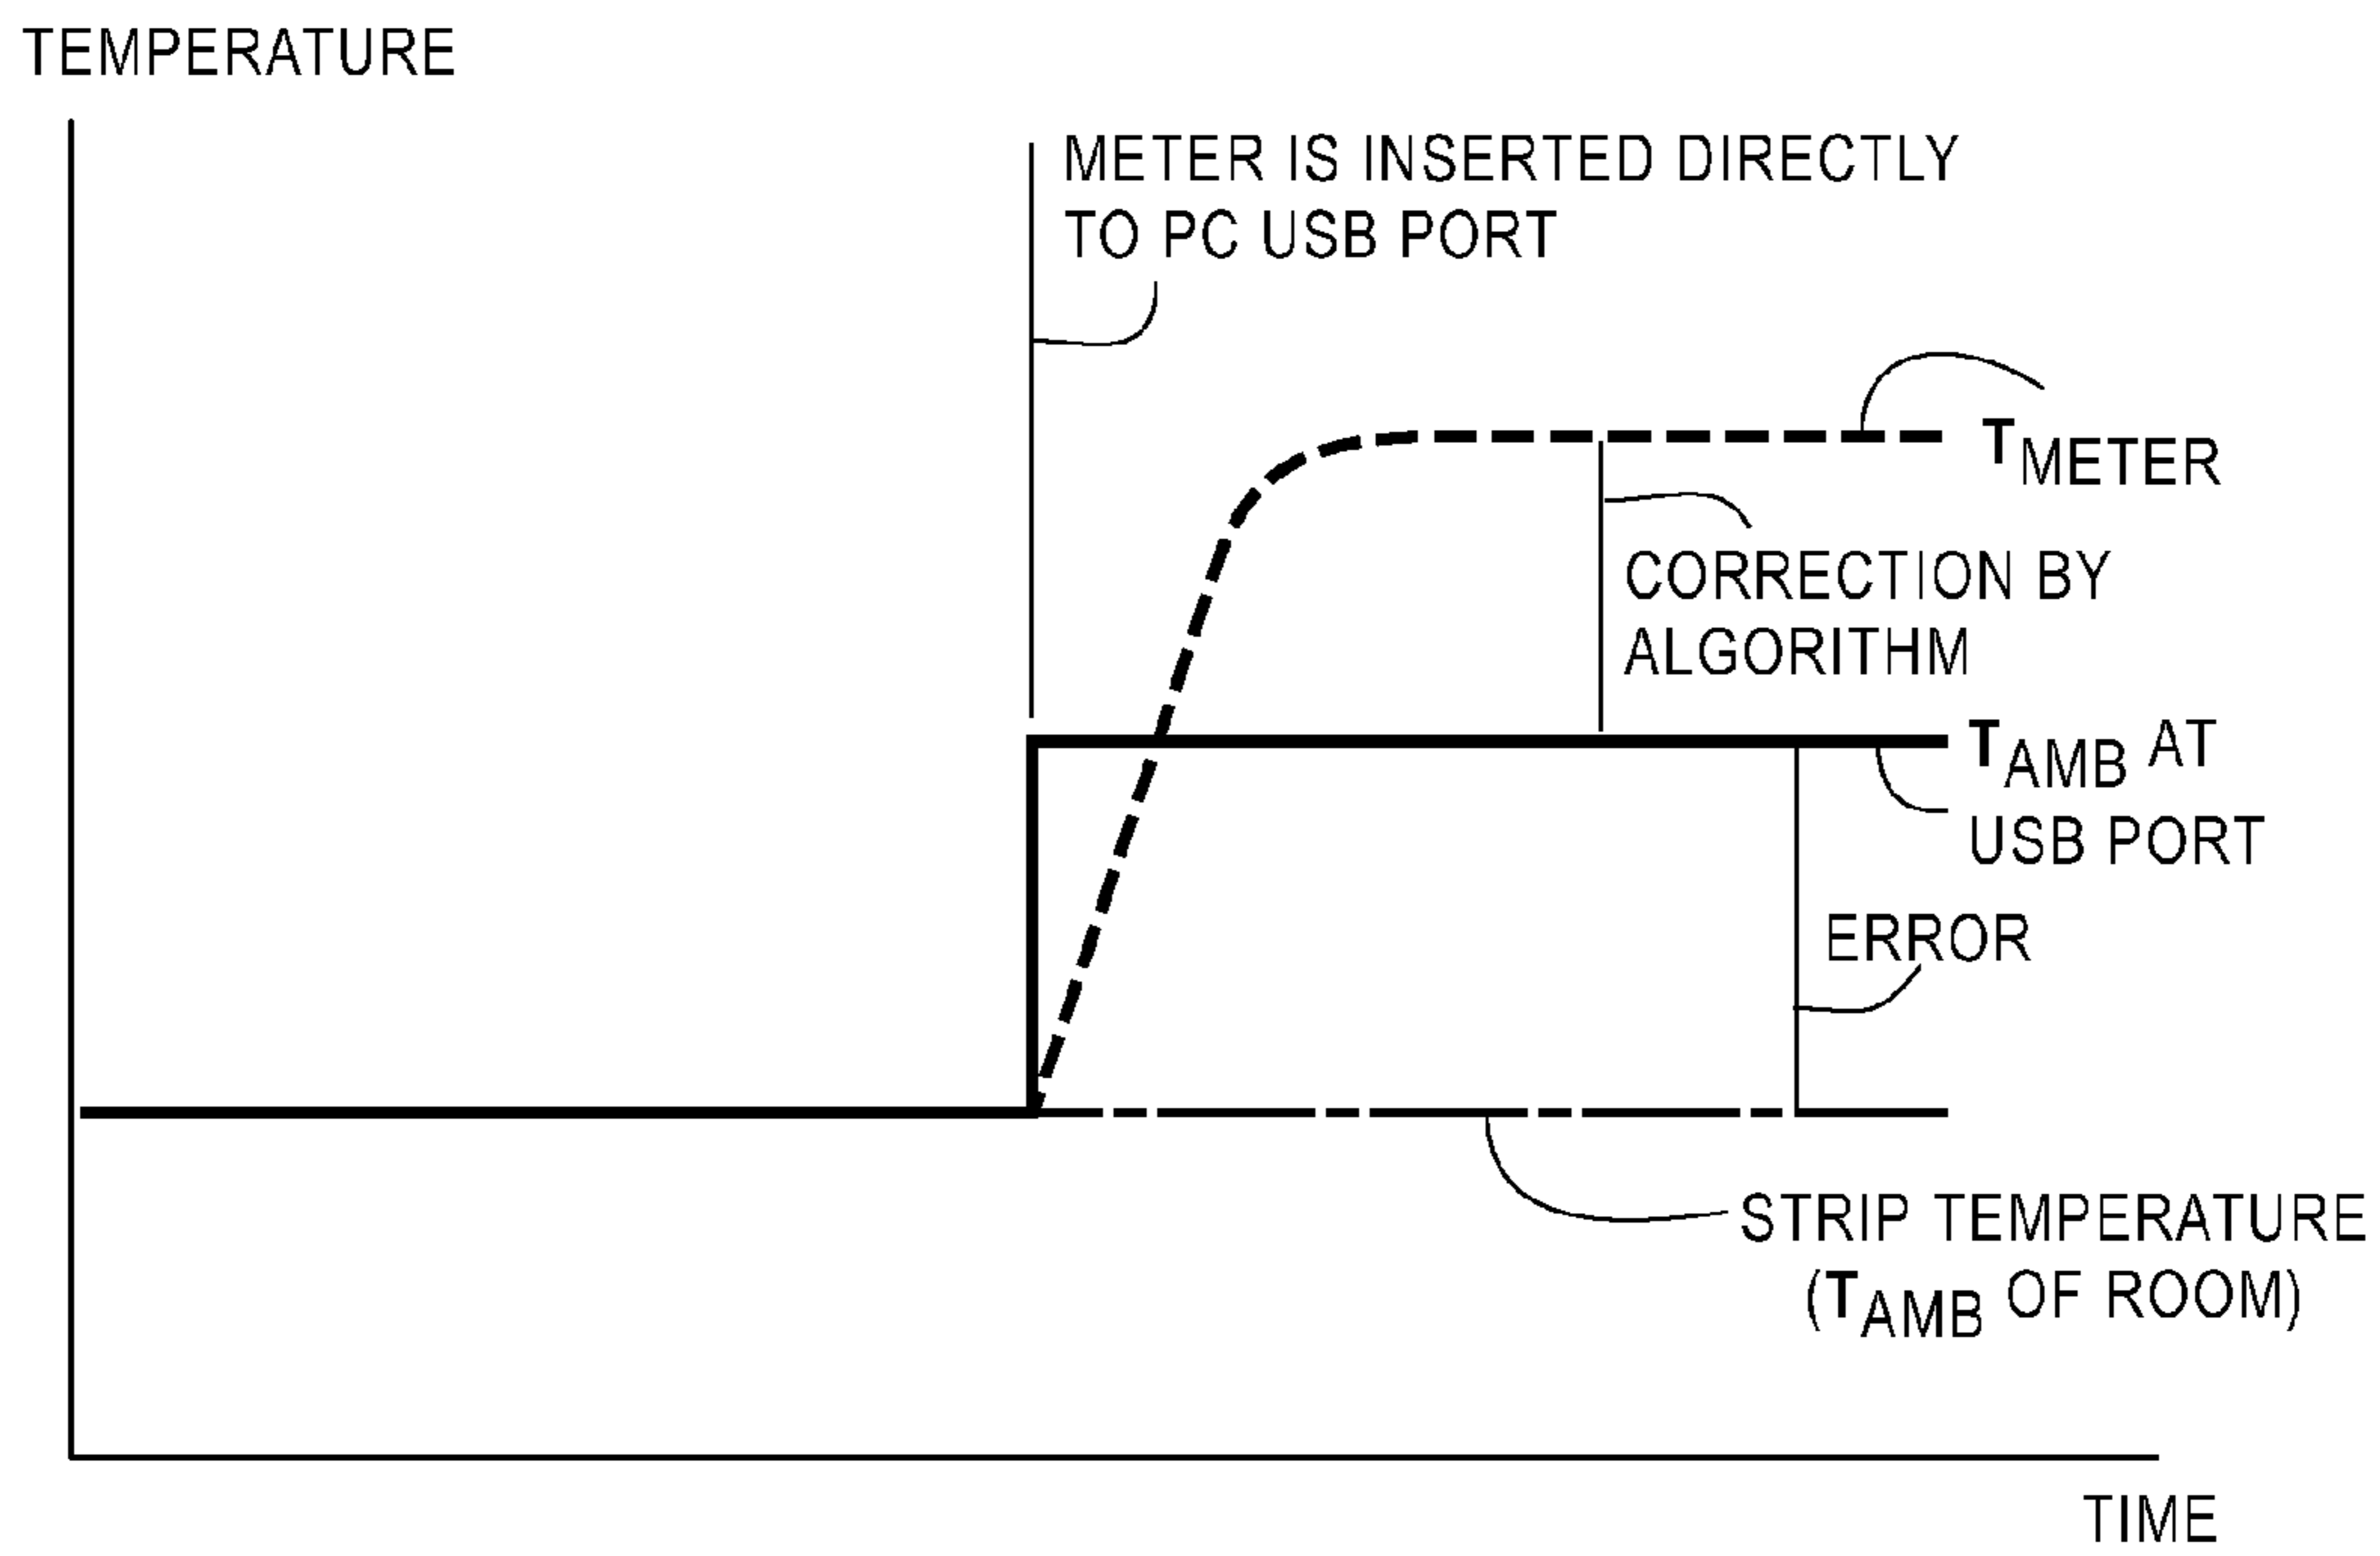 TEMPERATURE
METER IS INSERTED DIRECTLY
TO PC USB PORT
TMETER
CORRECTION BY
ALGORITHM
TAMB AT
USB PORT
ERROR
STRIP TEMPERATURE
(TAMB OF ROOM)
TIME